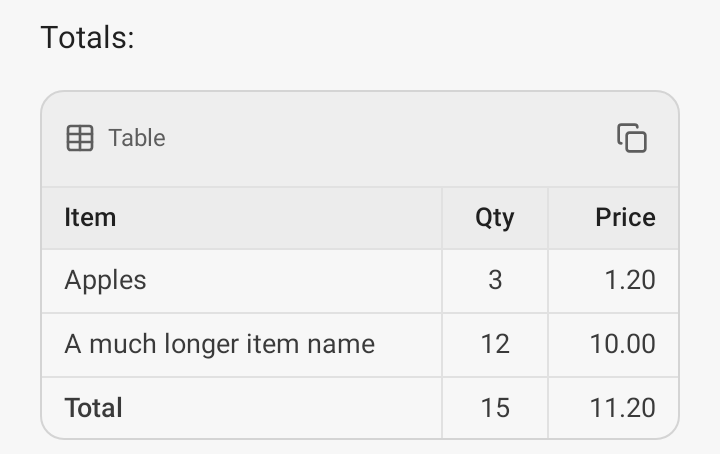 Totals:
Table
Item Qty Price
Apples 3 1.20
A much longer item name 12 10.00
Total 15 11.20